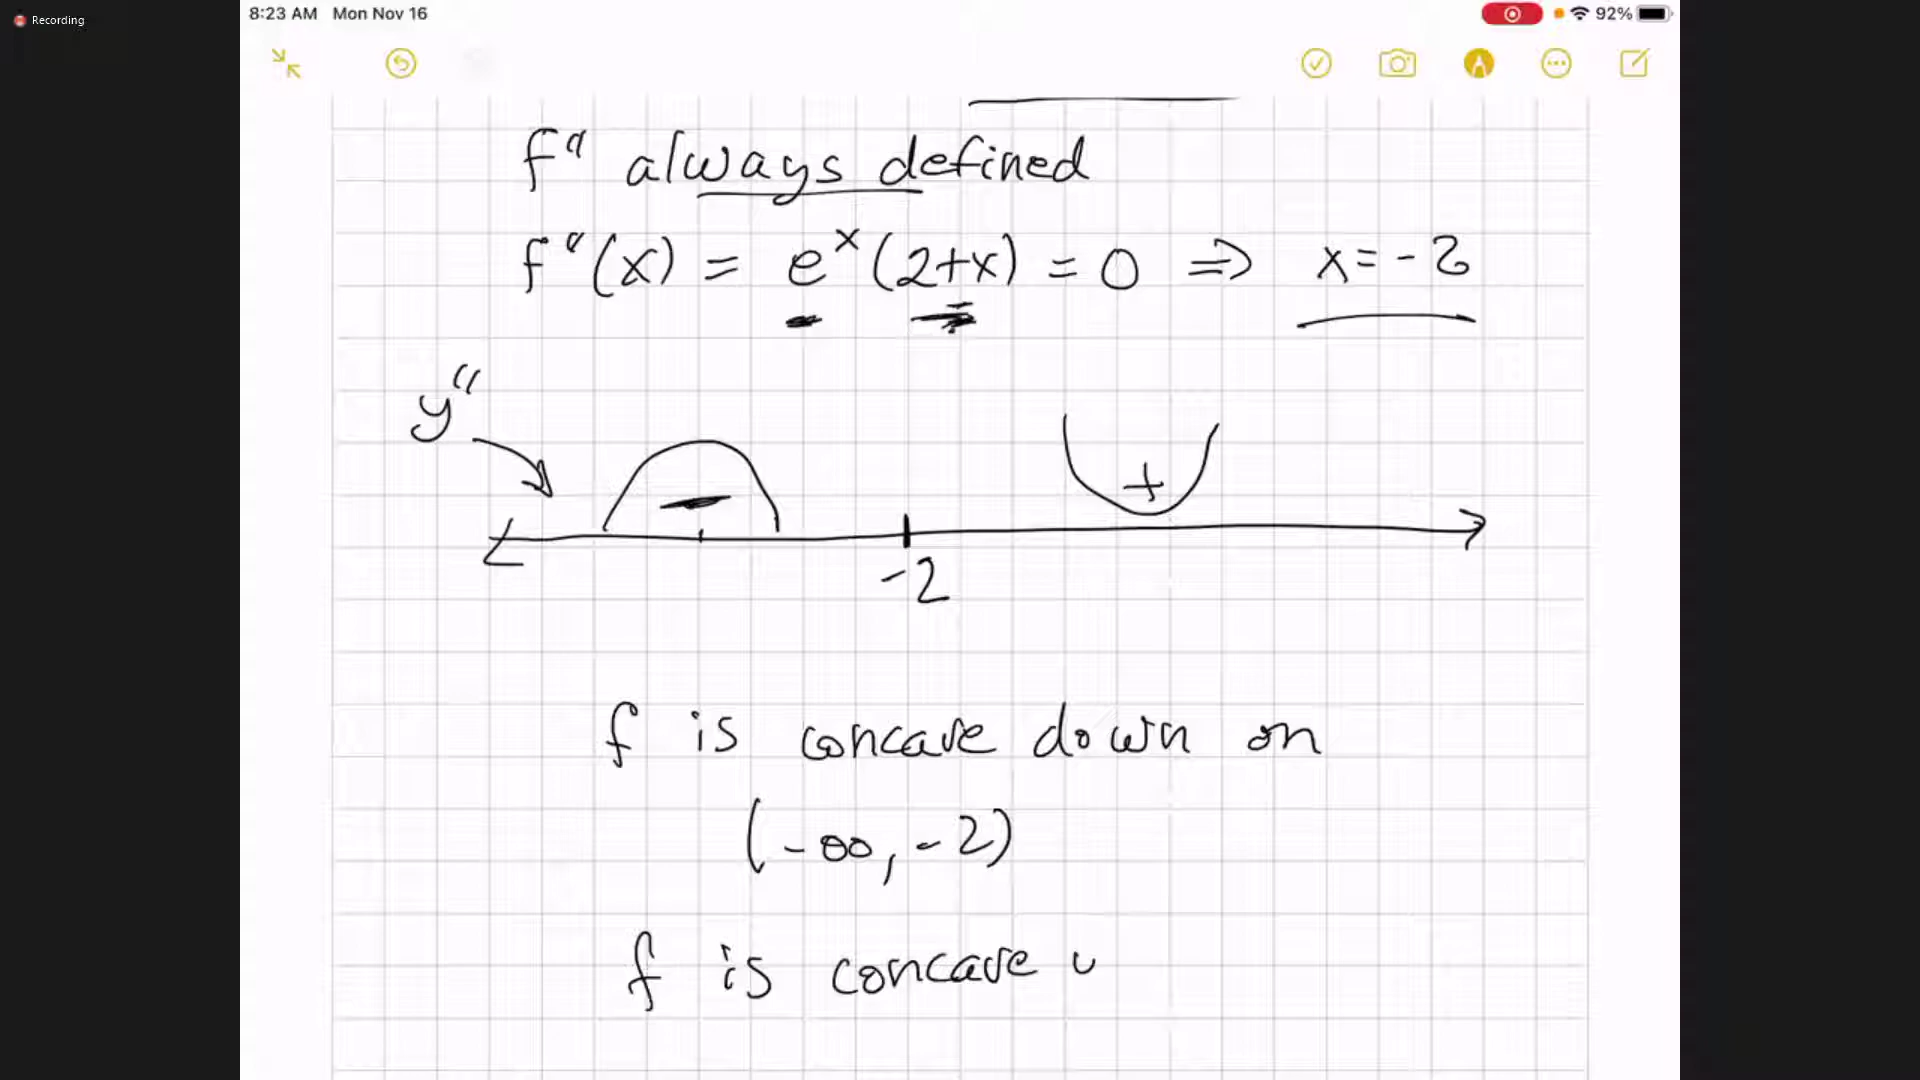 Recording
8:23 AM Mon Nov 16
92%
f" always defined
f"(x) = e^x (2+x) = 0 ⇒ x = -2
y"
- +
-2
f is concave down on
(-∞, -2)
f is concave u